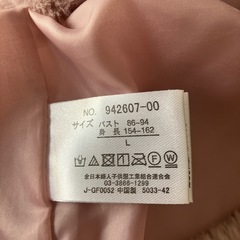 NO. 942607-00
サイズ バスト 86-94
身長 154-162
L
全日本婦人子供服工業組合連合会
03-3886-1299
J-GF0052 中国製 5033-42